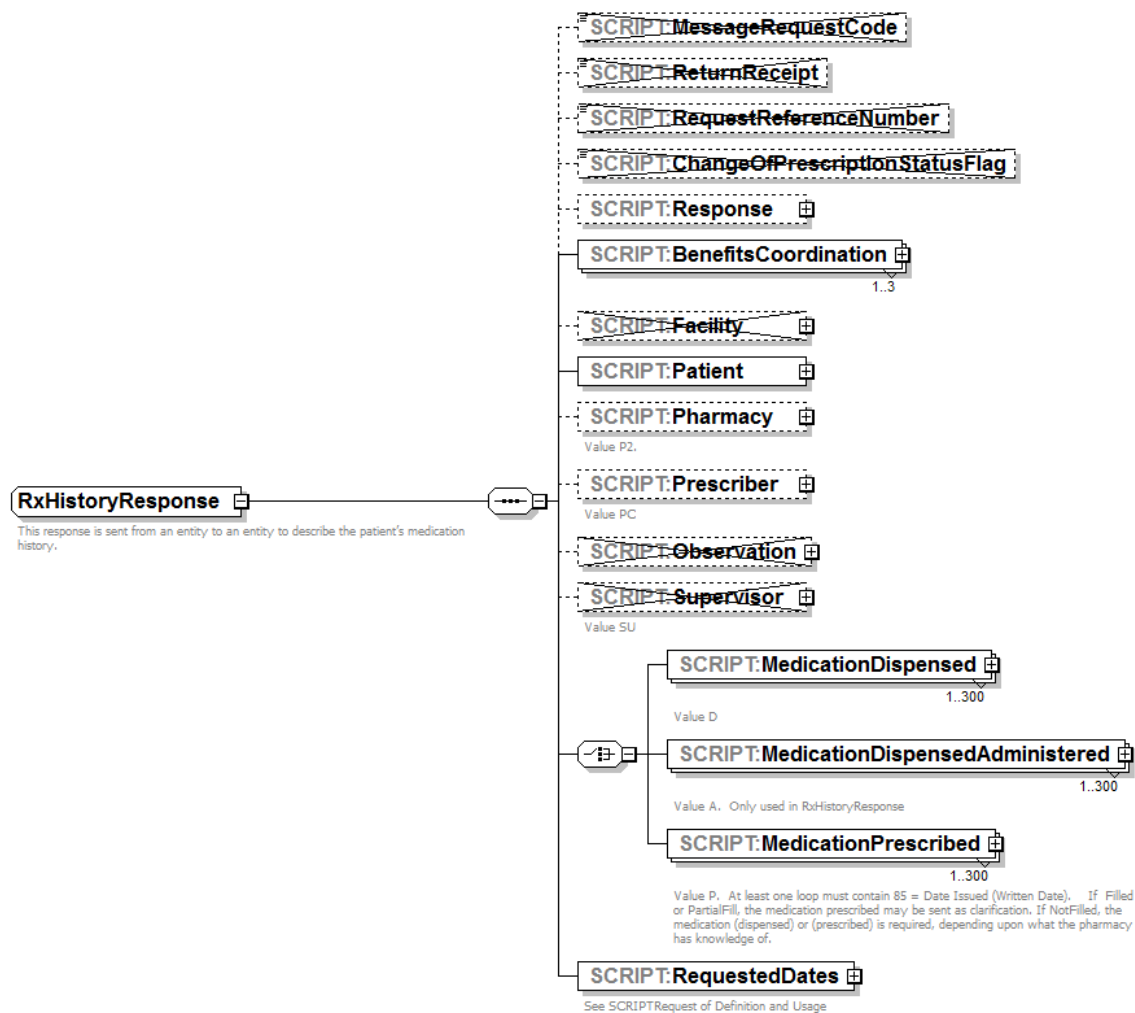 SCRIPT:MessageRequestCode
SCRIPT:ReturnReceipt
SCRIPT:RequestReferenceNumber
SCRIPT:ChangeOfPrescriptionStatusFlag
SCRIPT:Response
SCRIPT:BenefitsCoordination
1..3
SCRIPT:Facility
SCRIPT:Patient
SCRIPT:Pharmacy
Value P2.
SCRIPT:Prescriber
Value PC
RxHistoryResponse
This response is sent from an entity to an entity to describe the patient's medication
history.
SCRIPT:Observation
SCRIPT:Supervisor
Value SU
SCRIPT:MedicationDispensed
1..300
Value D
SCRIPT:MedicationDispensedAdministered
1..300
Value A. Only used in RxHistoryResponse
SCRIPT:MedicationPrescribed
1..300
Value P. At least one loop must contain 85 = Date Issued (Written Date). If Filled
or PartialFill, the medication prescribed may be sent as clarification. If NotFilled, the
medication (dispensed) or (prescribed) is required, depending upon what the pharmacy
has knowledge of.
SCRIPT:RequestedDates
See SCRIPTRequest of Definition and Usage